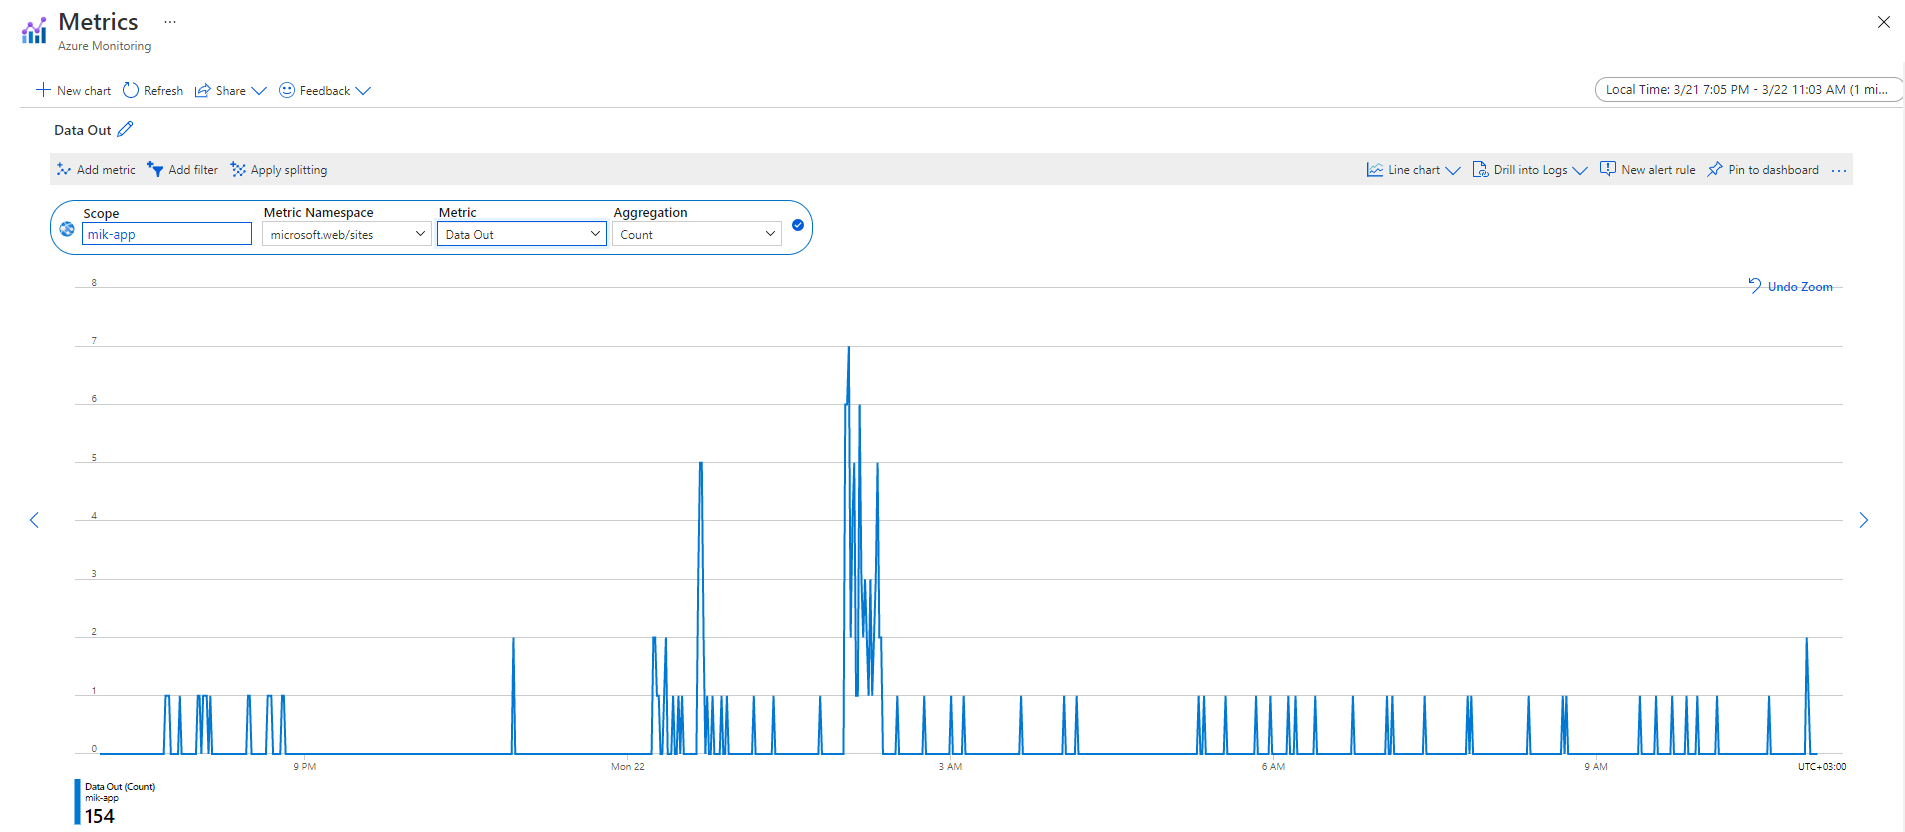 Metrics ...
Azure Monitoring
New chart Refresh Share Feedback
Local Time: 3/21 7:05 PM - 3/22 11:03 AM (1 mi...
Data Out
Add metric Add filter Apply splitting Line chart Drill into Logs New alert rule Pin to dashboard ...
Scope Metric Namespace Metric Aggregation
mik-app microsoft.web/sites Data Out Count
8
Undo Zoom
7
6
5
4
3
2
1
0
9 PM Mon 22 3 AM 6 AM 9 AM UTC+03:00
Data Out (Count)
mik-app
154